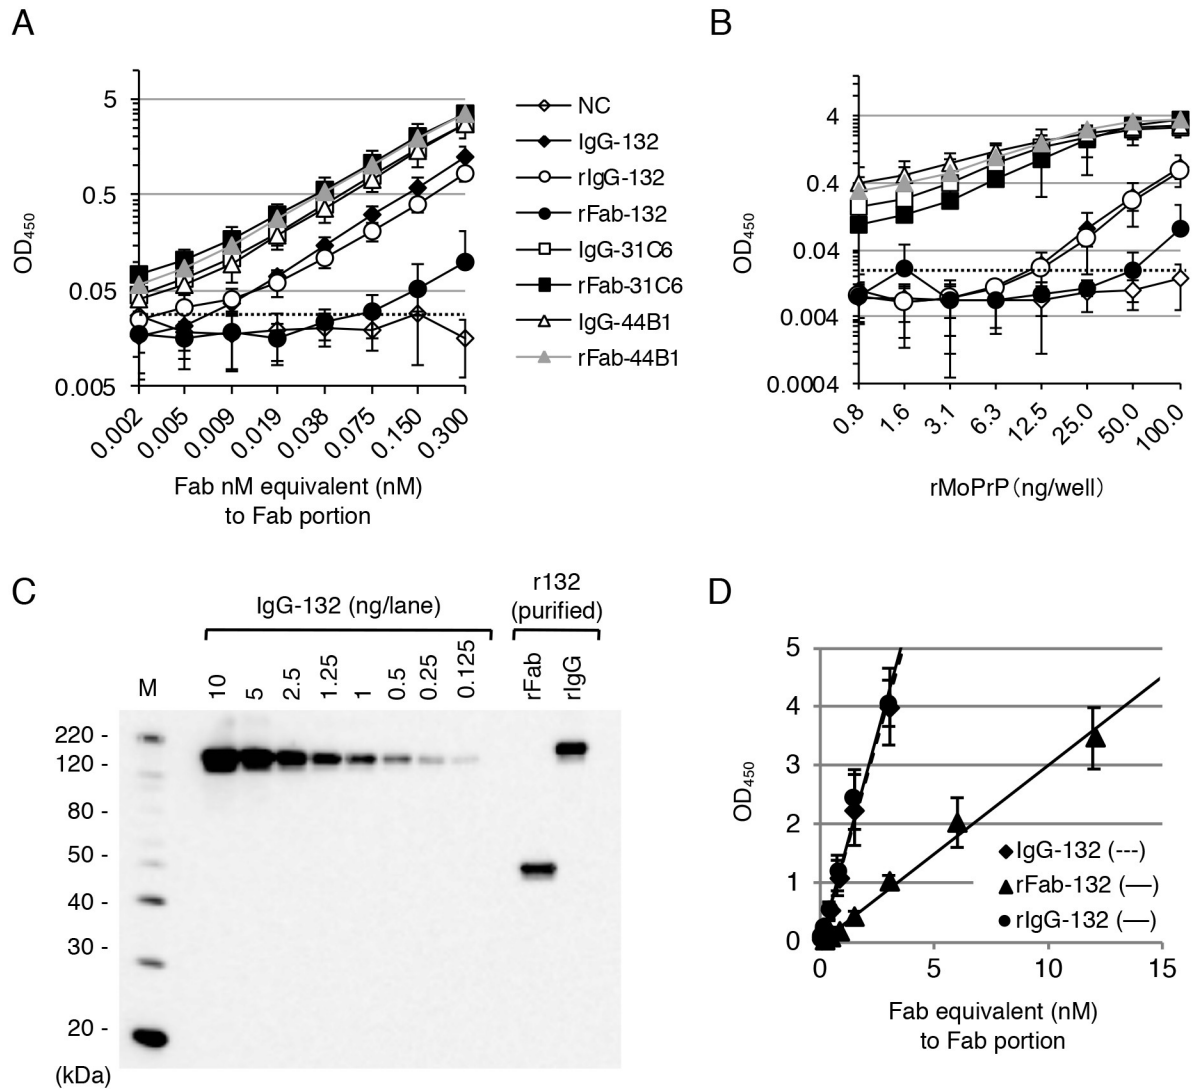 A
5
0.5
0.05
0.005
OD450
0.002
0.005
0.009
0.019
0.038
0.075
0.150
0.300
Fab nM equivalent (nM)
to Fab portion
NC
IgG-132
rIgG-132
rFab-132
IgG-31C6
rFab-31C6
IgG-44B1
rFab-44B1
B
4
0.4
0.04
0.004
0.0004
OD450
0.8
1.6
3.1
6.3
12.5
25.0
50.0
100.0
rMoPrP (ng/well)
C
IgG-132 (ng/lane)
r132
(purified)
M
10
5
2.5
1.25
1
0.5
0.25
0.125
rFab
rIgG
220 -
120 -
80 -
50 -
40 -
30 -
20 -
(kDa)
D
5
4
3
2
1
0
OD450
IgG-132 (---)
rFab-132 (—)
rIgG-132 (—)
0
5
10
15
Fab equivalent (nM)
to Fab portion